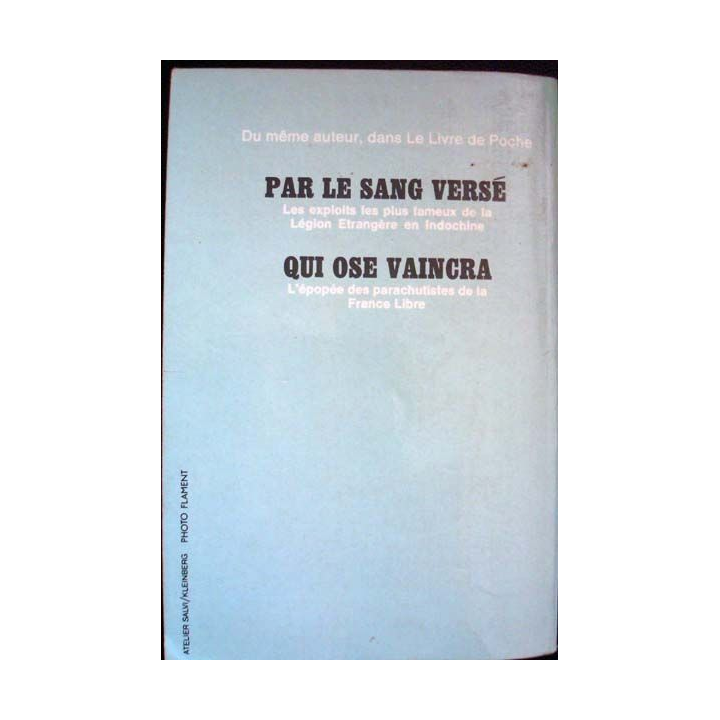 Du même auteur, dans Le Livre de Poche
PAR LE SANG VERSÉ
Les exploits les plus fameux de la
Légion Etrangère en Indochine
QUI OSE VAINCRA
L'épopée des parachutistes de la
France Libre
ATELIER SALVI/KLEINBERG PHOTO FLAMENT